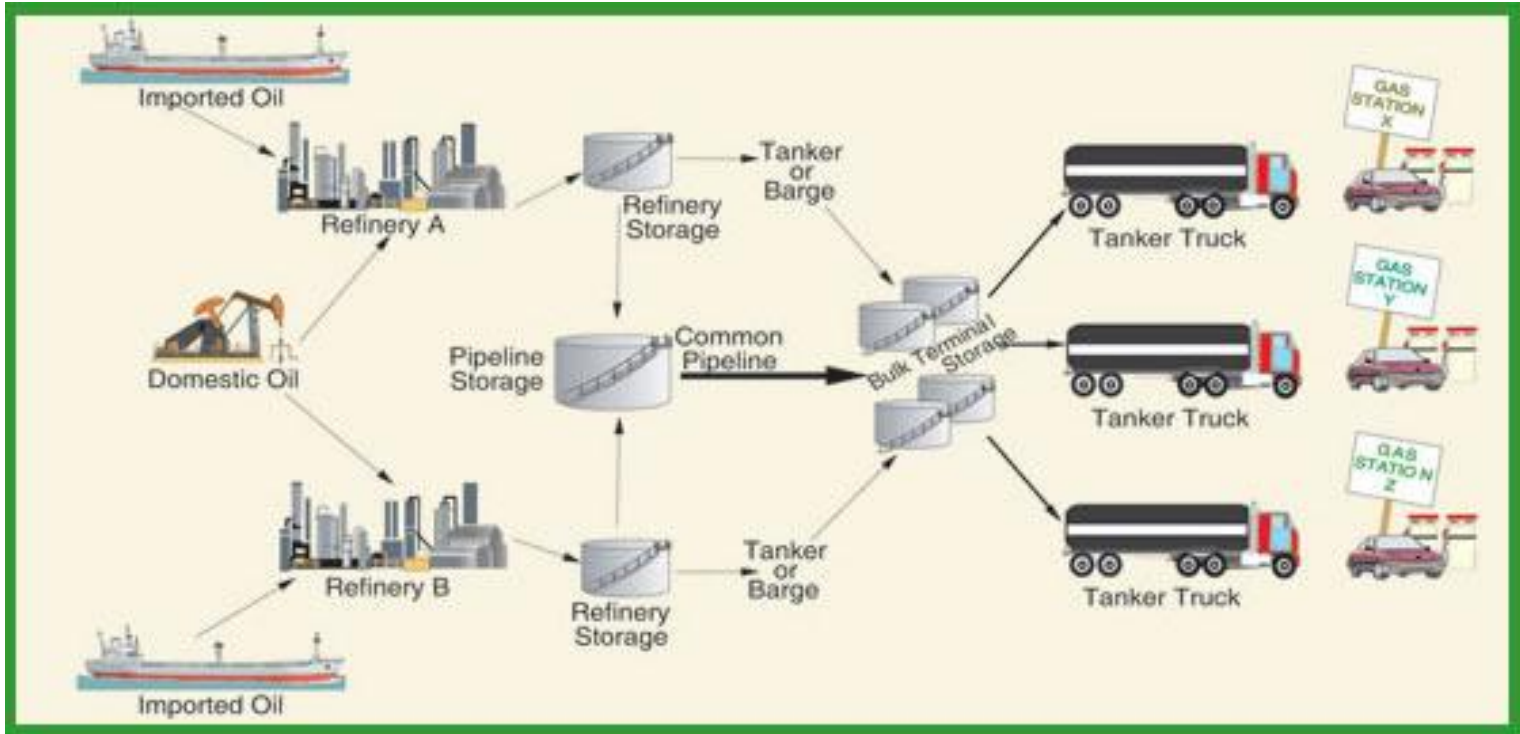 Imported Oil
Refinery A
Refinery
Storage
Tanker
or
Barge
Tanker Truck
GAS
STATION
X
Domestic Oil
Pipeline
Storage
Common
Pipeline
Bulk Terminal
Storage
Tanker Truck
GAS
STATION
Y
Refinery B
Refinery
Storage
Tanker
or
Barge
Tanker Truck
GAS
STATION
Z
Imported Oil